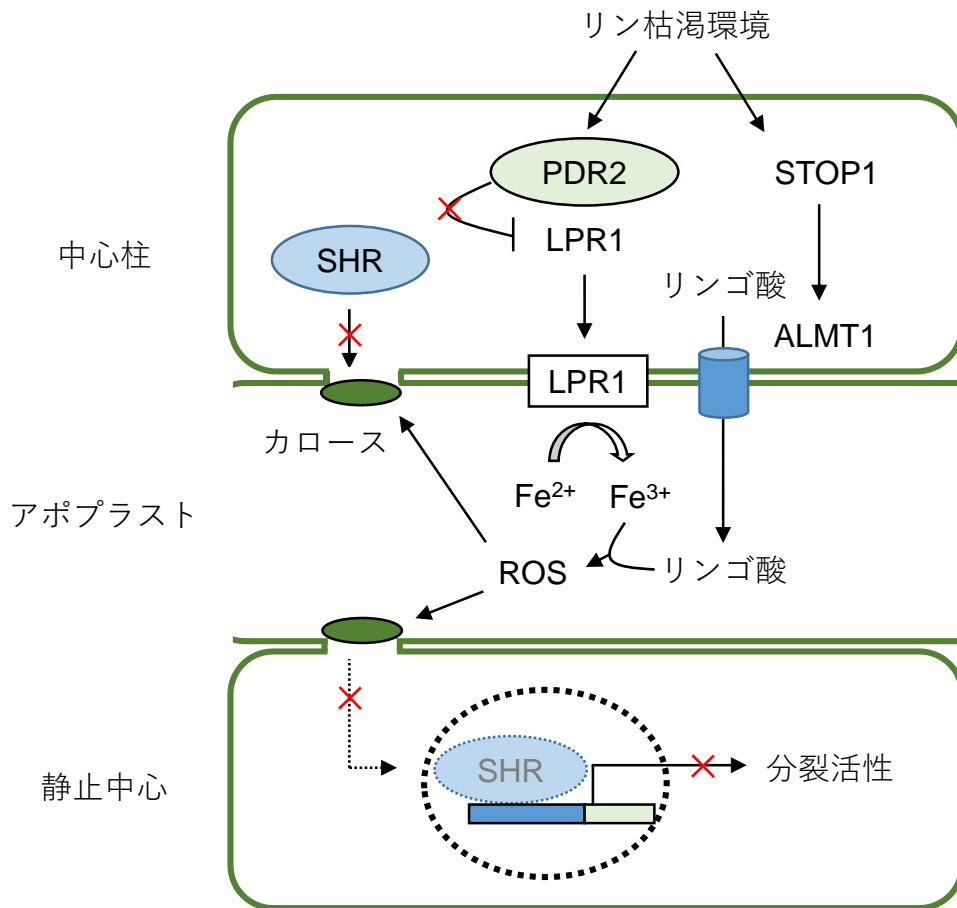 リン枯渇環境
PDR2
STOP1
LPR1
中心柱
SHR
リンゴ酸
ALMT1
LPR1
カロース
Fe2+
Fe3+
アポプラスト
ROS
リンゴ酸
SHR
分裂活性
静止中心